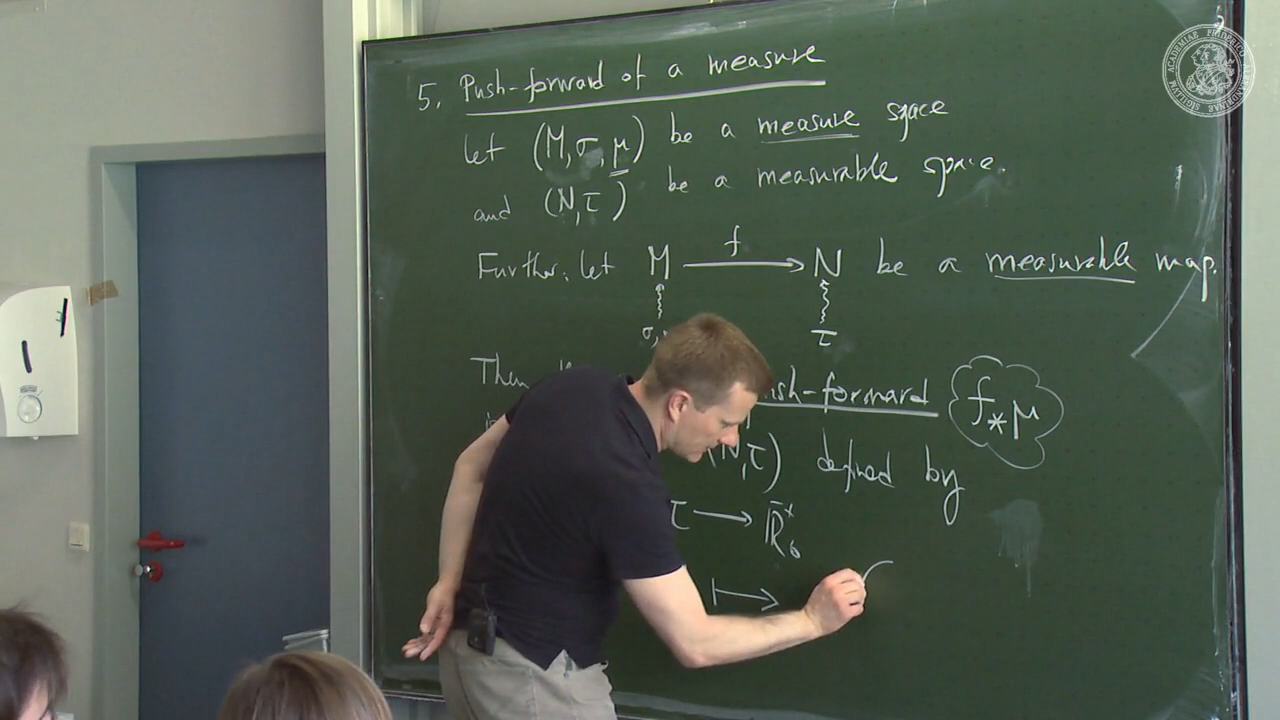 5. Push-forward of a measure
let (M, σ, μ) be a measure space
and (N, τ) be a measurable space.
Further, let M f→ N be a measurable map.
σ, τ
Then push-forward f_*μ
(N, τ) defined by
τ ⟶ R̄₀⁺
⟼